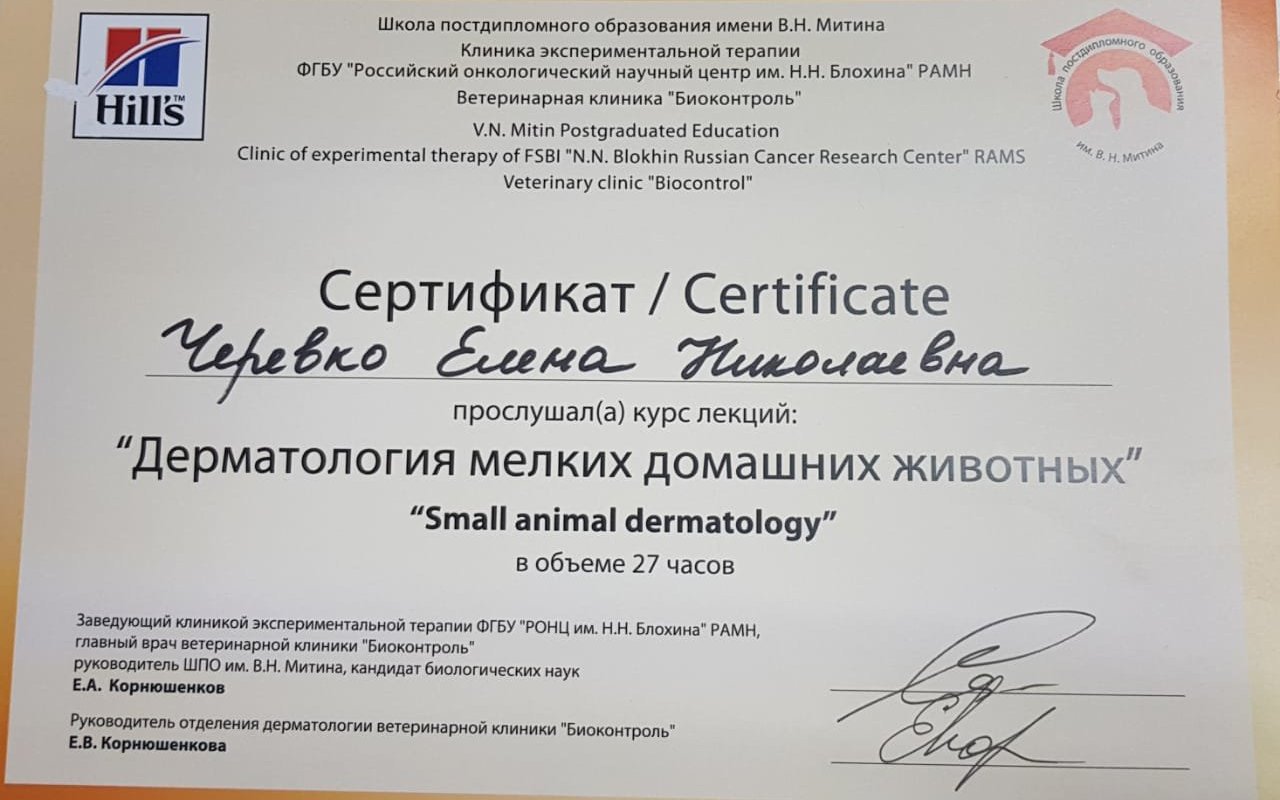 Hill's™
Школа постдипломного образования имени В.Н. Митина
Клиника экспериментальной терапии
ФГБУ "Российский онкологический научный центр им. Н.Н. Блохина" РАМН
Ветеринарная клиника "Биоконтроль"
V.N. Mitin Postgraduated Education
Clinic of experimental therapy of FSBI "N.N. Blokhin Russian Cancer Research Center" RAMS
Veterinary clinic "Biocontrol"
Школа постдипломного образования
им. В. Н. Митина
Сертификат / Certificate
Черевко Елена Николаевна
прослушал(а) курс лекций:
“Дерматология мелких домашних животных”
“Small animal dermatology”
в объеме 27 часов
Заведующий клиникой экспериментальной терапии ФГБУ "РОНЦ им. Н.Н. Блохина" РАМН,
главный врач ветеринарной клиники "Биоконтроль"
руководитель ШПО им. В.Н. Митина, кандидат биологических наук
Е.А. Корнюшенков
Руководитель отделения дерматологии ветеринарной клиники "Биоконтроль"
Е.В. Корнюшенкова